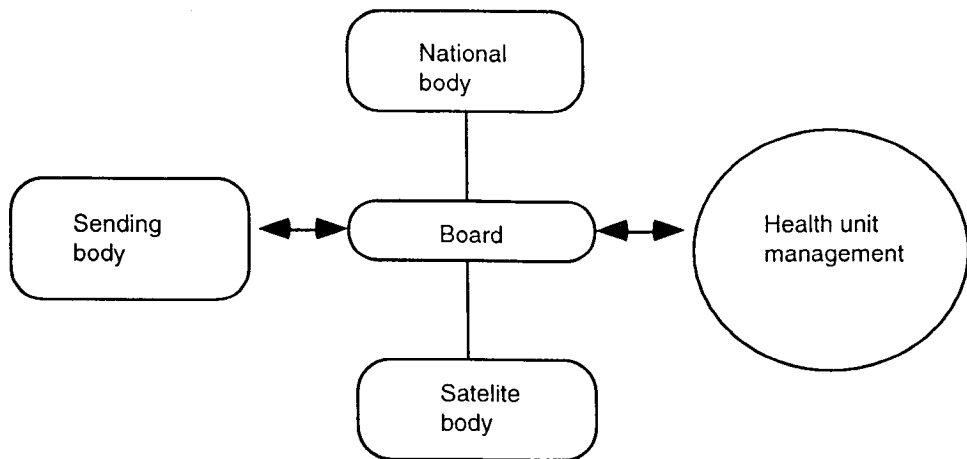 National
body
Sending
body
Board
Health unit
management
Satelite
body